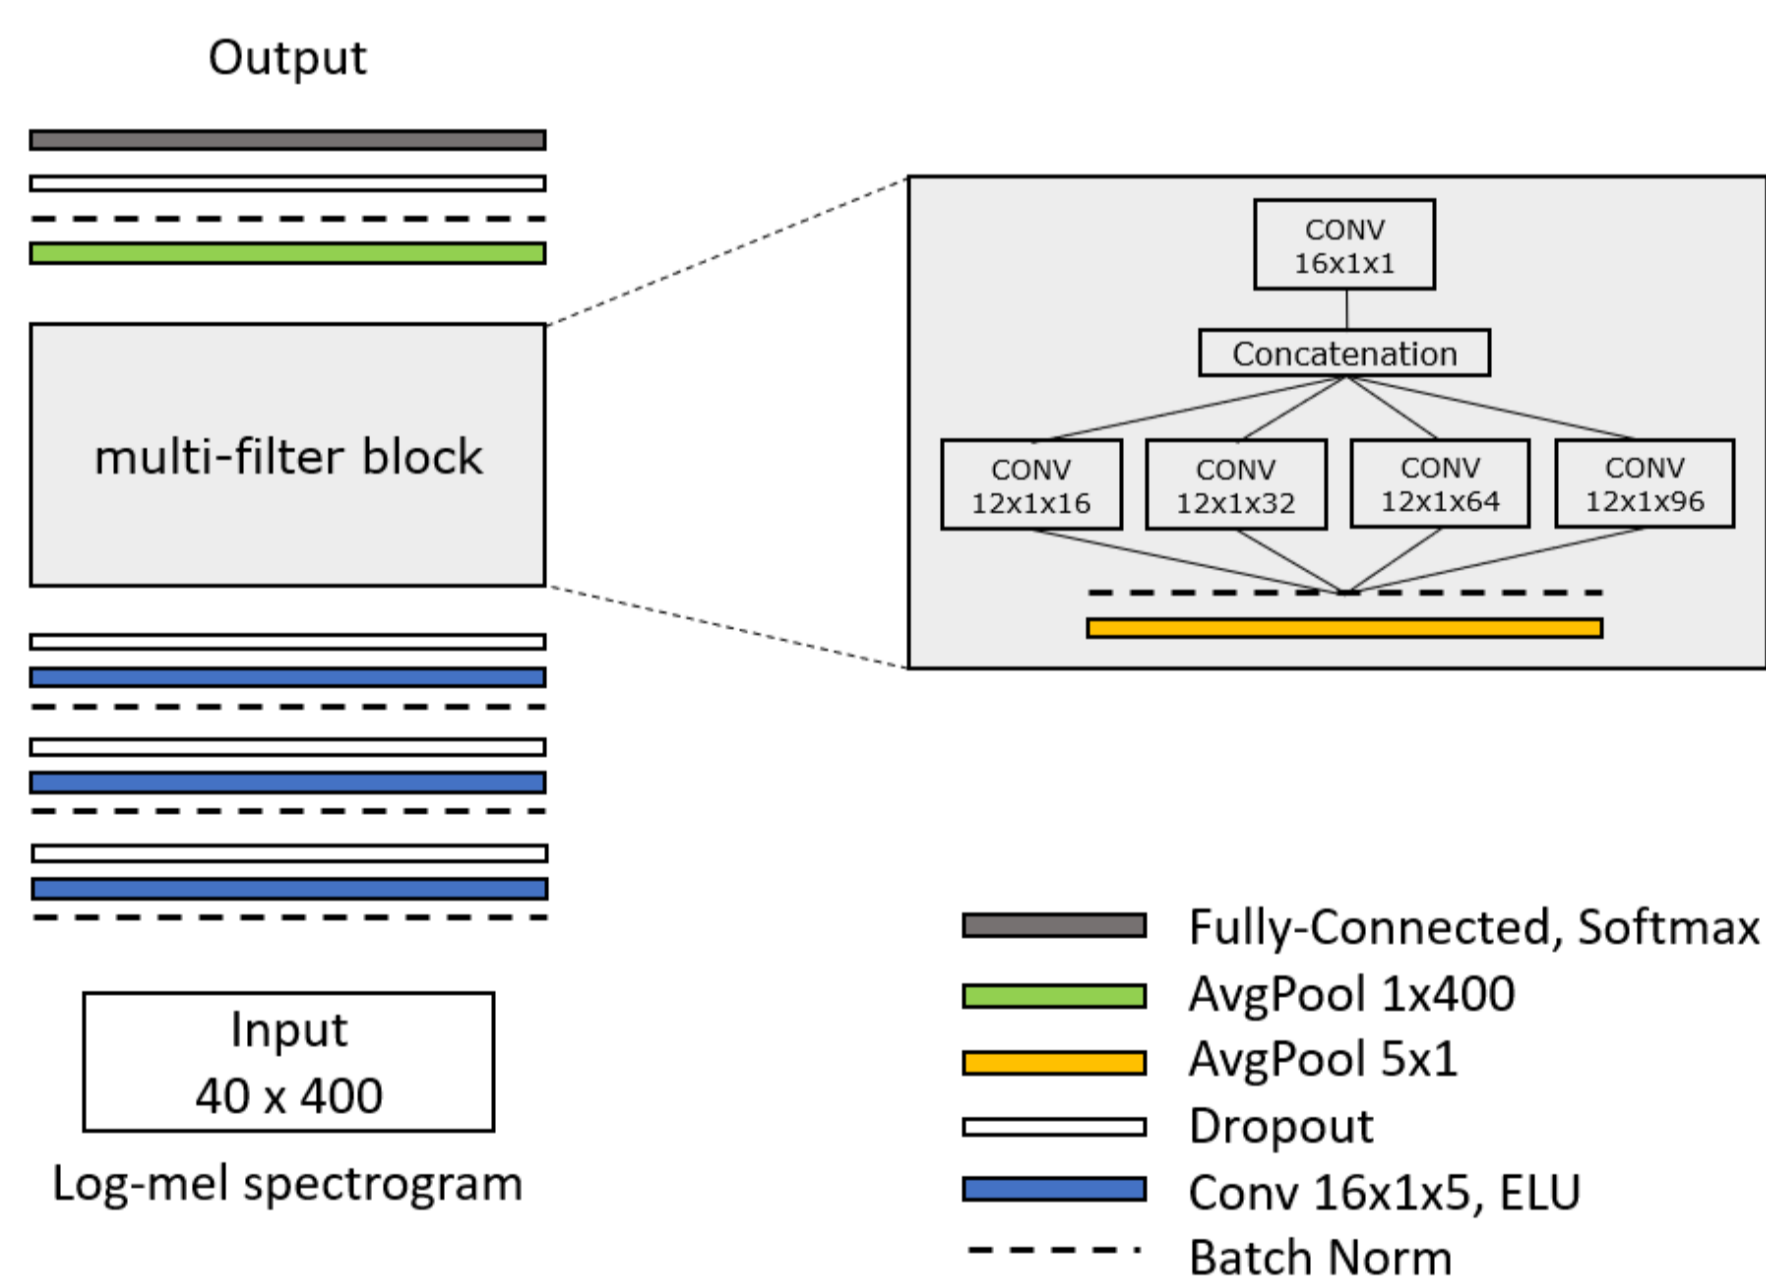 Output
multi-filter block
Input
40 x 400
Log-mel spectrogram
CONV
16x1x1
Concatenation
CONV
12x1x16
CONV
12x1x32
CONV
12x1x64
CONV
12x1x96
Fully-Connected, Softmax
AvgPool 1x400
AvgPool 5x1
Dropout
Conv 16x1x5, ELU
Batch Norm